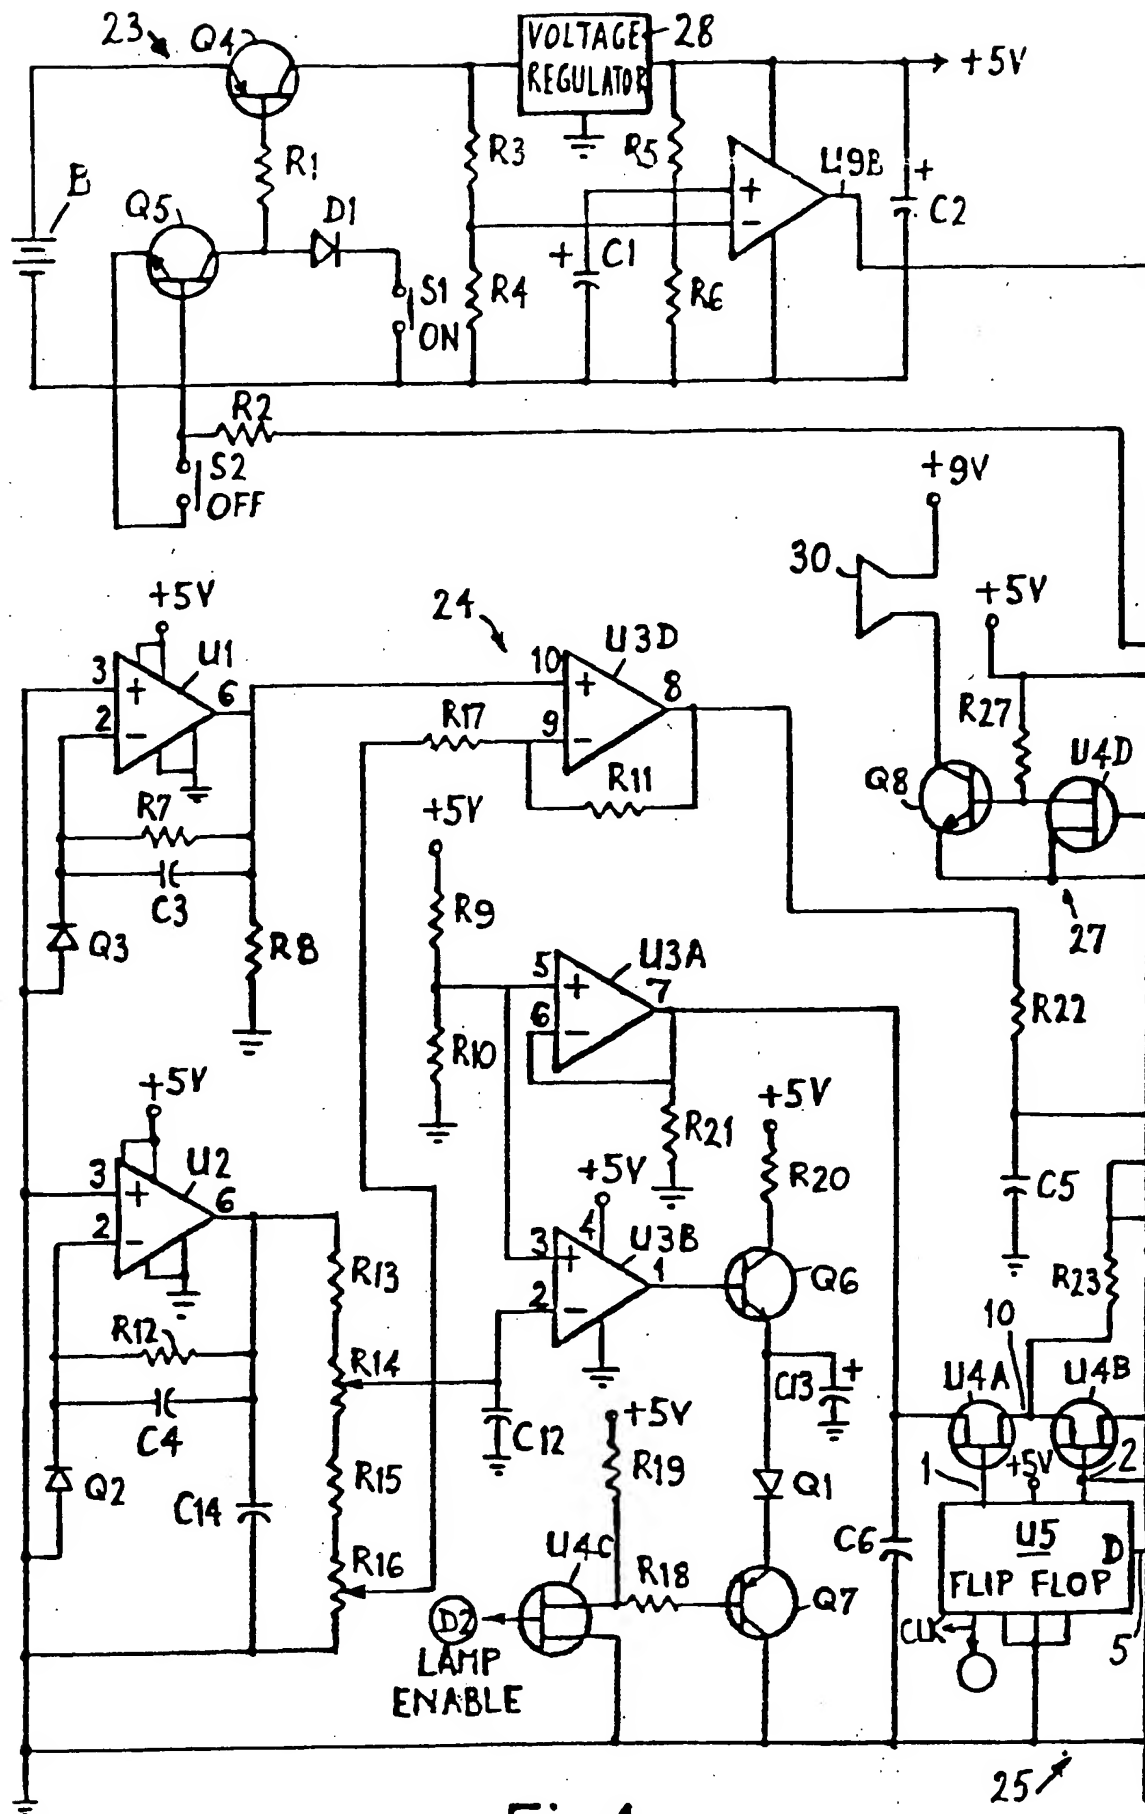 23
Q4
VOLTAGE
REGULATOR
28
+5V
B
R1
R3
R5
+
-
U9B
+
C2
Q5
D1
+
C1
S1
ON
R4
R6
R2
S2
OFF
+9V
30
+5V
+5V
24
U3D
U1
3
+
2
-
6
10
+
9
-
8
R17
R11
R27
Q8
U4D
R7
C3
+5V
Q3
R8
R9
27
5
+
6
-
U3A
7
R22
R10
+5V
R21
+5V
R20
+5V
U2
3
+
2
-
6
4
U3B
3
+
2
-
1
Q6
C5
R13
R23
R12
R14
C13
+
10
U4A
U4B
C4
C12
+5V
R19
1
+5V
2
Q2
C14
R15
Q1
C6
U5
D
FLIP FLOP
R16
U4C
R18
Q7
D2
LAMP
ENABLE
CLK
5
25